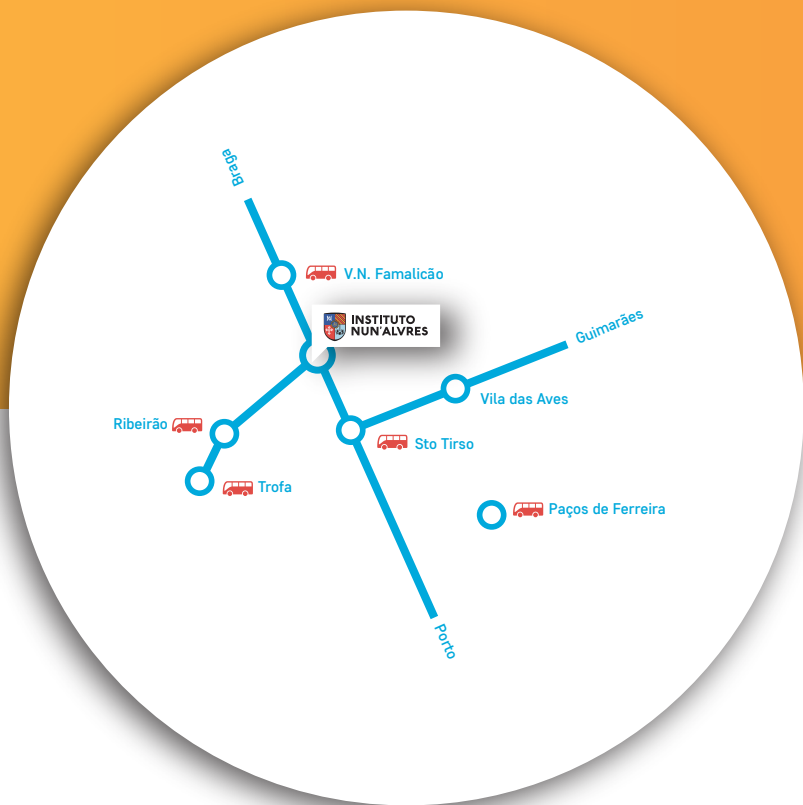 Braga
V.N. Famalicão
INSTITUTO
NUN'ALVRES
Guimarães
Vila das Aves
Ribeirão
Sto Tirso
Trofa
Paços de Ferreira
Porto